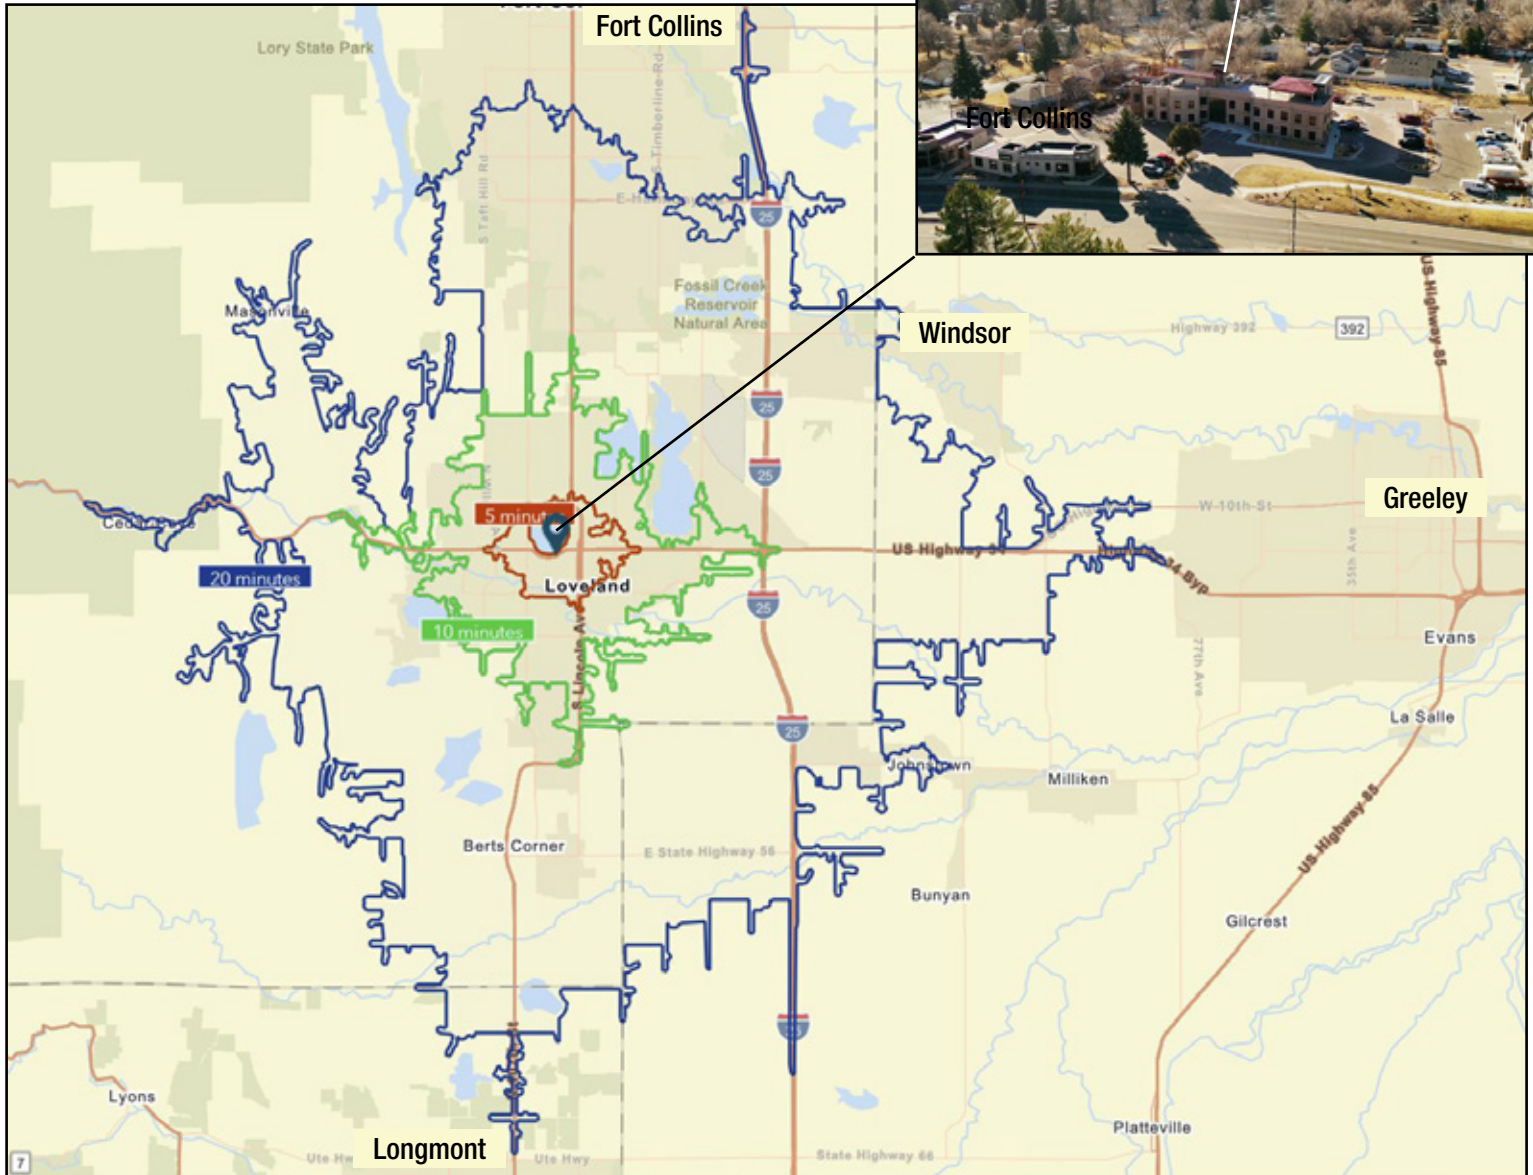 Fort Collins
Lory State Park
Fort Collins
S Timberline Rd
S Taft Hill Rd
25
Fossil Creek
Reservoir
Natural Area
Masonville
Windsor
Highway 392
392
US Highway 85
25
25
5 minutes
W 10th St
Greeley
35th Ave
US Highway 34
34 Byp
20 minutes
Loveland
25
10 minutes
S Lincoln Ave
Evans
77th Ave
La Salle
25
Johnstown
Milliken
US Highway 85
Berts Corner
E State Highway 56
Bunyan
Gilcrest
Lyons
Platteville
Longmont
7
Ute Hwy
Ute Hwy
State Highway 66